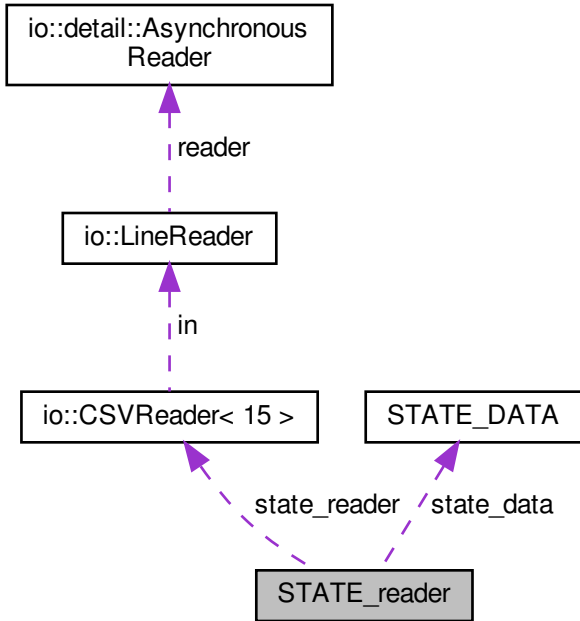 io::detail::Asynchronous
Reader
reader
io::LineReader
in
io::CSVReader< 15 >
STATE_DATA
state_reader
state_data
STATE_reader